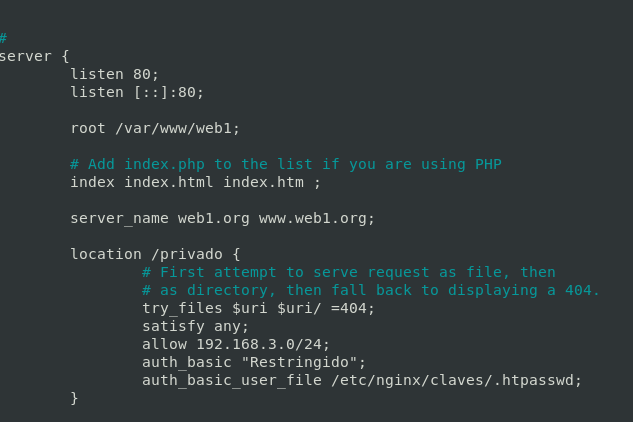 #
server {
listen 80;
listen [::]:80;
root /var/www/web1;
# Add index.php to the list if you are using PHP
index index.html index.htm ;
server_name web1.org www.web1.org;
location /privado {
# First attempt to serve request as file, then
# as directory, then fall back to displaying a 404.
try_files $uri $uri/ =404;
satisfy any;
allow 192.168.3.0/24;
auth_basic "Restringido";
auth_basic_user_file /etc/nginx/claves/.htpasswd;
}